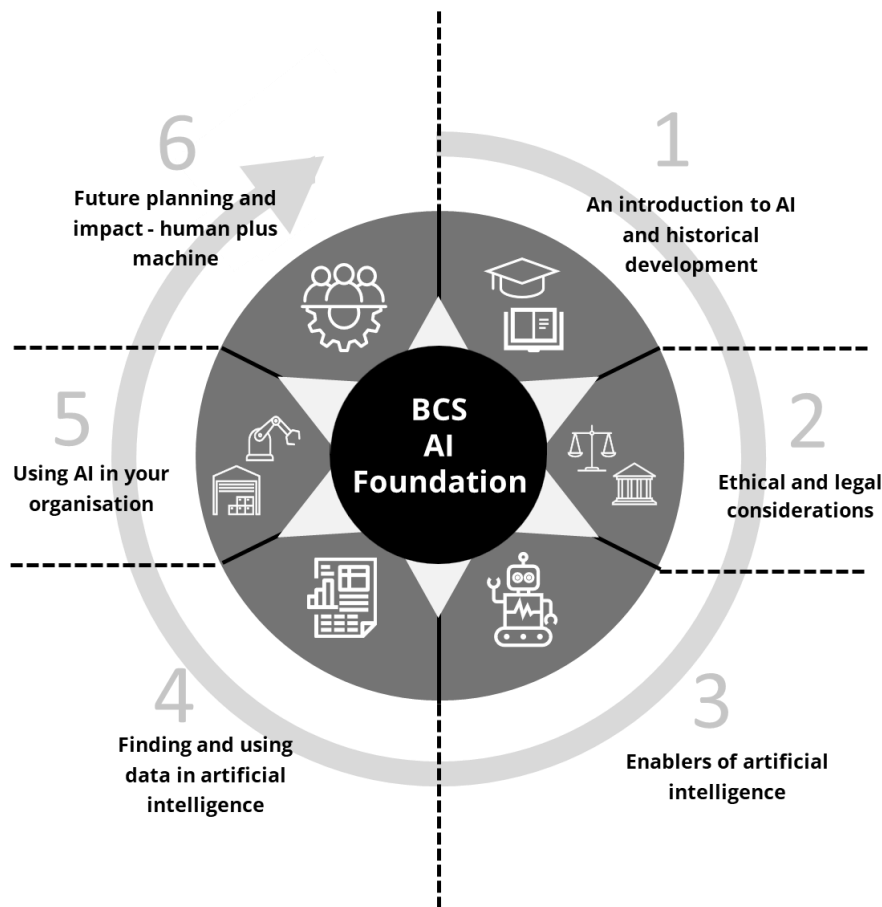 BCS
AI
Foundation
1
An introduction to AI
and historical
development
2
Ethical and legal
considerations
3
Enablers of artificial
intelligence
4
Finding and using
data in artificial
intelligence
5
Using AI in your
organisation
6
Future planning and
impact - human plus
machine